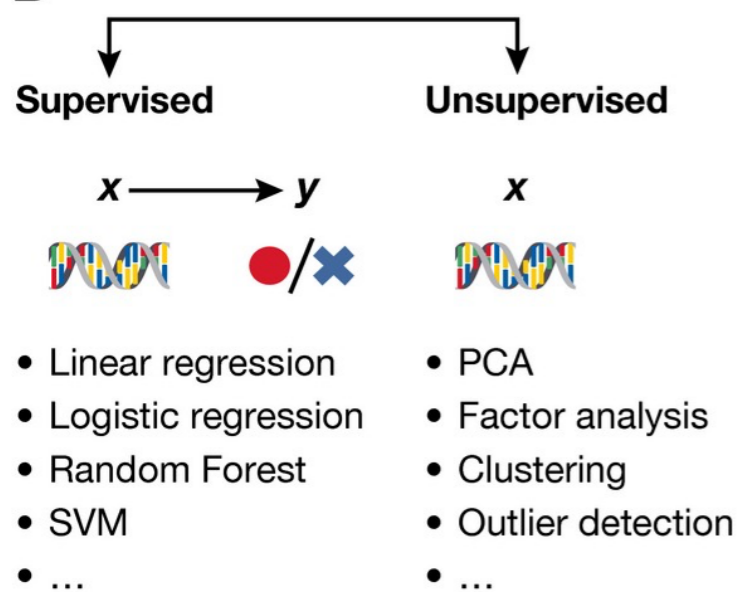 Supervised
x y
• Linear regression
• Logistic regression
• Random Forest
• SVM
• ...
Unsupervised
x
• PCA
• Factor analysis
• Clustering
• Outlier detection
• ...